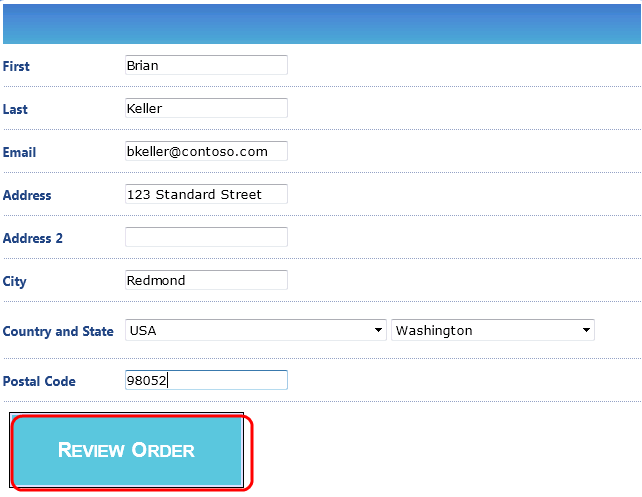 First Brian
Last Keller
Email bkeller@contoso.com
Address 123 Standard Street
Address 2
City Redmond
Country and State USA Washington
Postal Code 98052
REVIEW ORDER